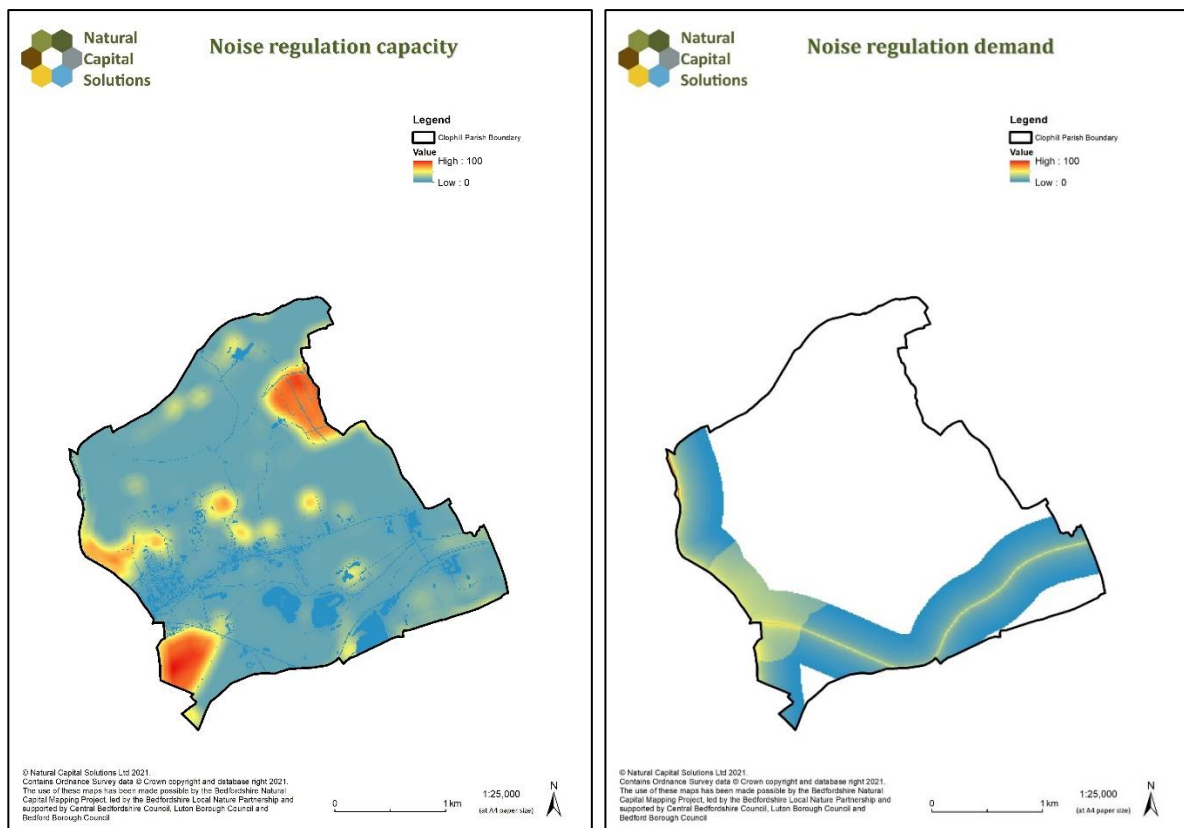 Natural
Capital
Solutions
Noise regulation capacity
Legend
Clophill Parish Boundary
Value
High : 100
Low : 0
© Natural Capital Solutions Ltd 2021.
Contains Ordnance Survey data © Crown copyright and database right 2021.
The use of these maps has been made possible by the Bedfordshire Natural
Capital Mapping Project, led by the Bedfordshire Local Nature Partnership and
supported by Central Bedfordshire Council, Luton Borough Council and
Bedford Borough Council
0 1 km
1:25,000
(at A4 paper size)
N
Natural
Capital
Solutions
Noise regulation demand
Legend
Clophill Parish Boundary
Value
High : 100
Low : 0
© Natural Capital Solutions Ltd 2021.
Contains Ordnance Survey data © Crown copyright and database right 2021.
The use of these maps has been made possible by the Bedfordshire Natural
Capital Mapping Project, led by the Bedfordshire Local Nature Partnership and
supported by Central Bedfordshire Council, Luton Borough Council and
Bedford Borough Council
0 1 km
1:25,000
(at A4 paper size)
N